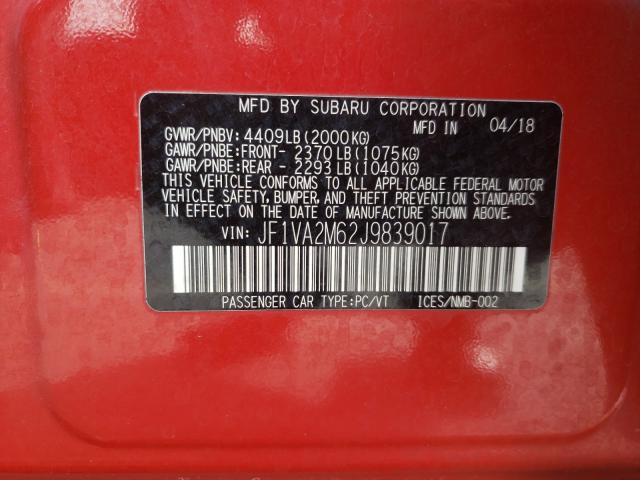 MFD BY SUBARU CORPORATION
MFD IN 04/18
GVWR/PNBV: 4409LB (2000KG)
GAWR/PNBE:FRONT- 2370 LB (1075KG)
GAWR/PNBE:REAR - 2293 LB (1040KG)
THIS VEHICLE CONFORMS TO ALL APPLICABLE FEDERAL MOTOR
VEHICLE SAFETY, BUMPER, AND THEFT PREVENTION STANDARDS
IN EFFECT ON THE DATE OF MANUFACTURE SHOWN ABOVE.
VIN: JF1VA2M62J9839017
PASSENGER CAR TYPE:PC/VT ICES/NMB-002